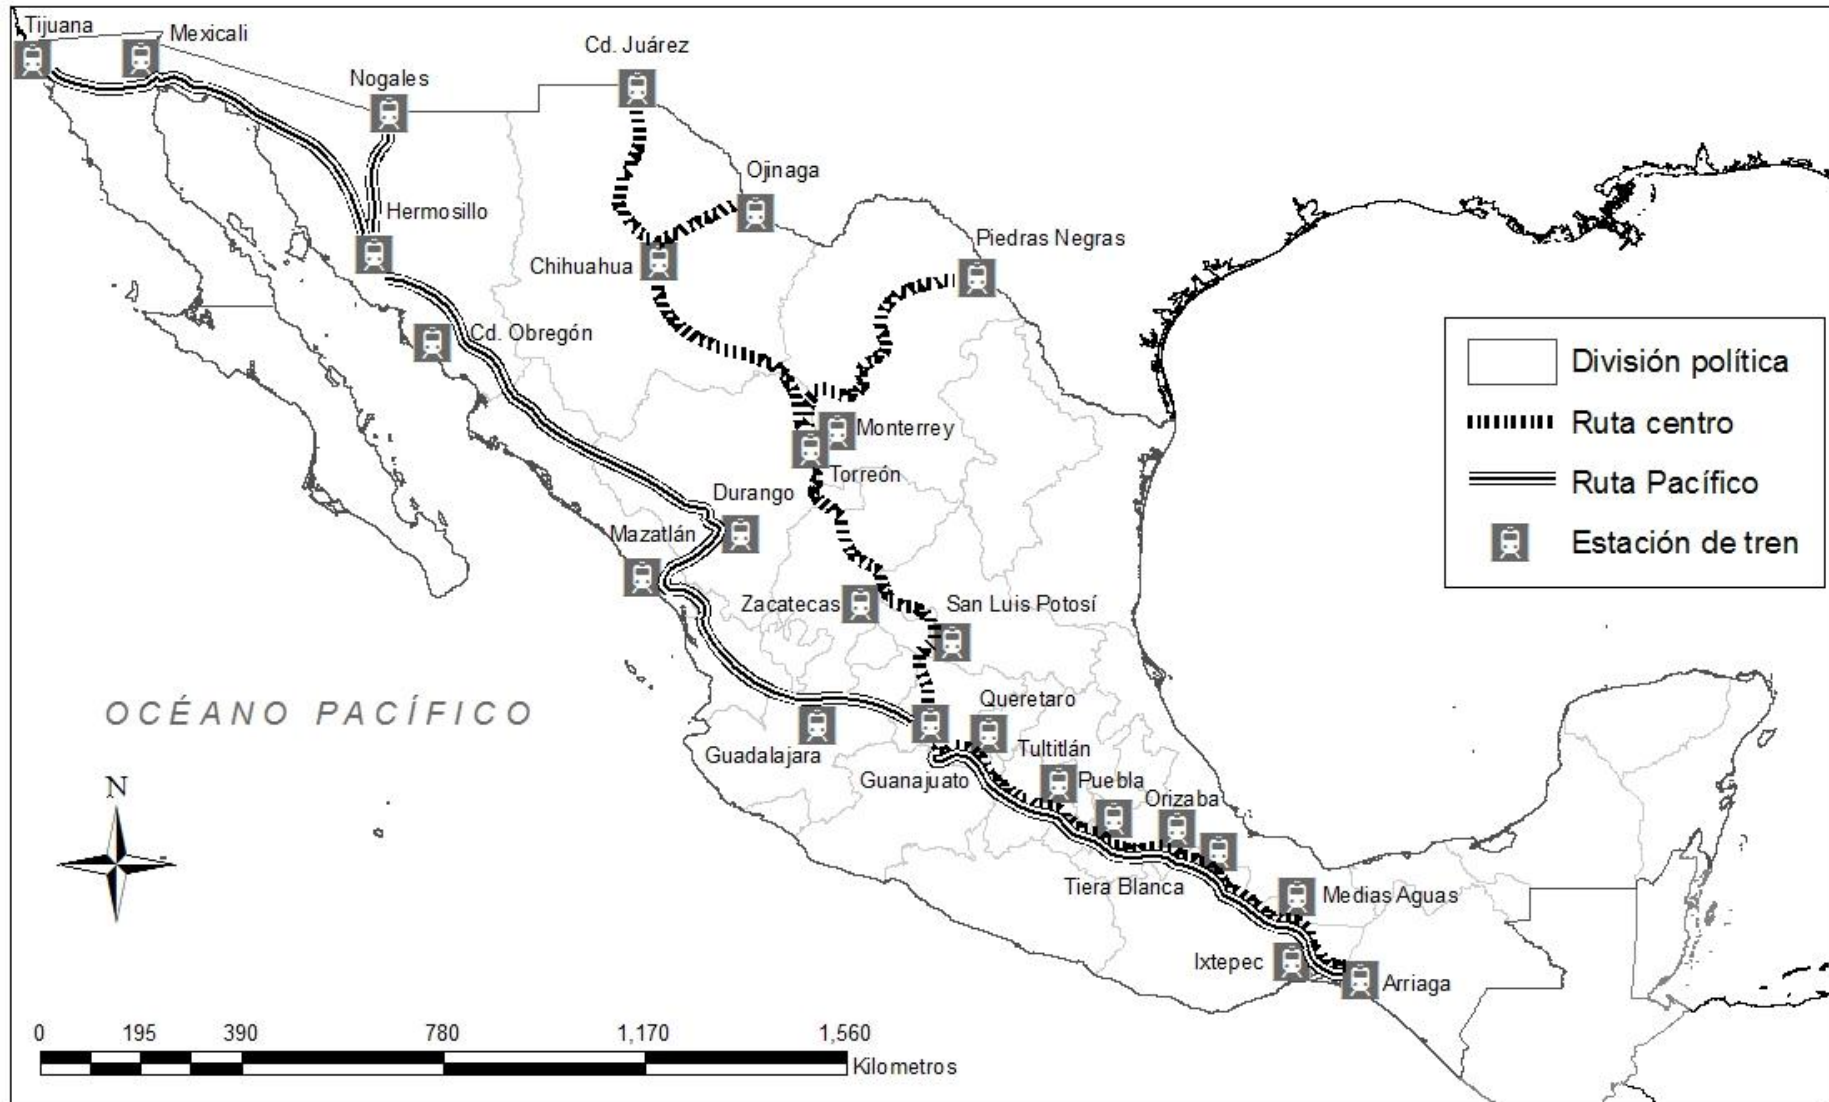 Tijuana
Mexicali
Nogales
Cd. Juárez
Ojinaga
Hermosillo
Piedras Negras
Chihuahua
Cd. Obregón
División política
Ruta centro
Monterrey
Torreón
Ruta Pacífico
Durango
Mazatlán
Estación de tren
Zacatecas
San Luis Potosí
OCÉANO PACÍFICO
Queretaro
Guadalajara
Tultitlán
Guanajuato
Puebla
Orizaba
N
Tiera Blanca
Medias Aguas
Ixtepec
Arriaga
0 195 390 780 1,170 1,560
Kilometros